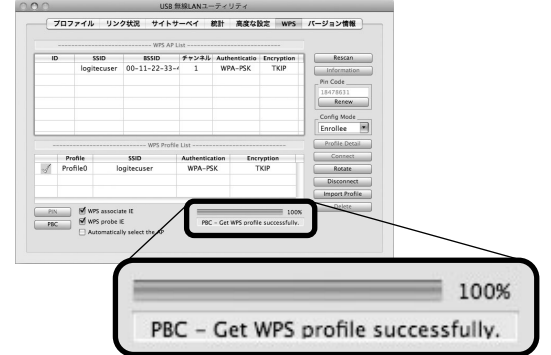 USB 無線LANユーティリティ
プロファイル リンク状況 サイトサーベイ 統計 高度な設定 WPS バージョン情報
WPS AP List
ID SSID BSSID チャンネル Authenticatio Encryption
logitecuser 00-11-22-33-4 1 WPA-PSK TKIP
Rescan
Information
Pin Code
18478631
Renew
Config Mode
Enrollee
WPS Profile List
Profile SSID Authentication Encryption
Profile0 logitecuser WPA-PSK TKIP
Profile Detail
Connect
Rotate
Disconnect
Import Profile
Delete
PIN WPS associate IE
PBC WPS probe IE
Automatically select the AP
100%
PBC - Get WPS profile successfully.
100%
PBC - Get WPS profile successfully.